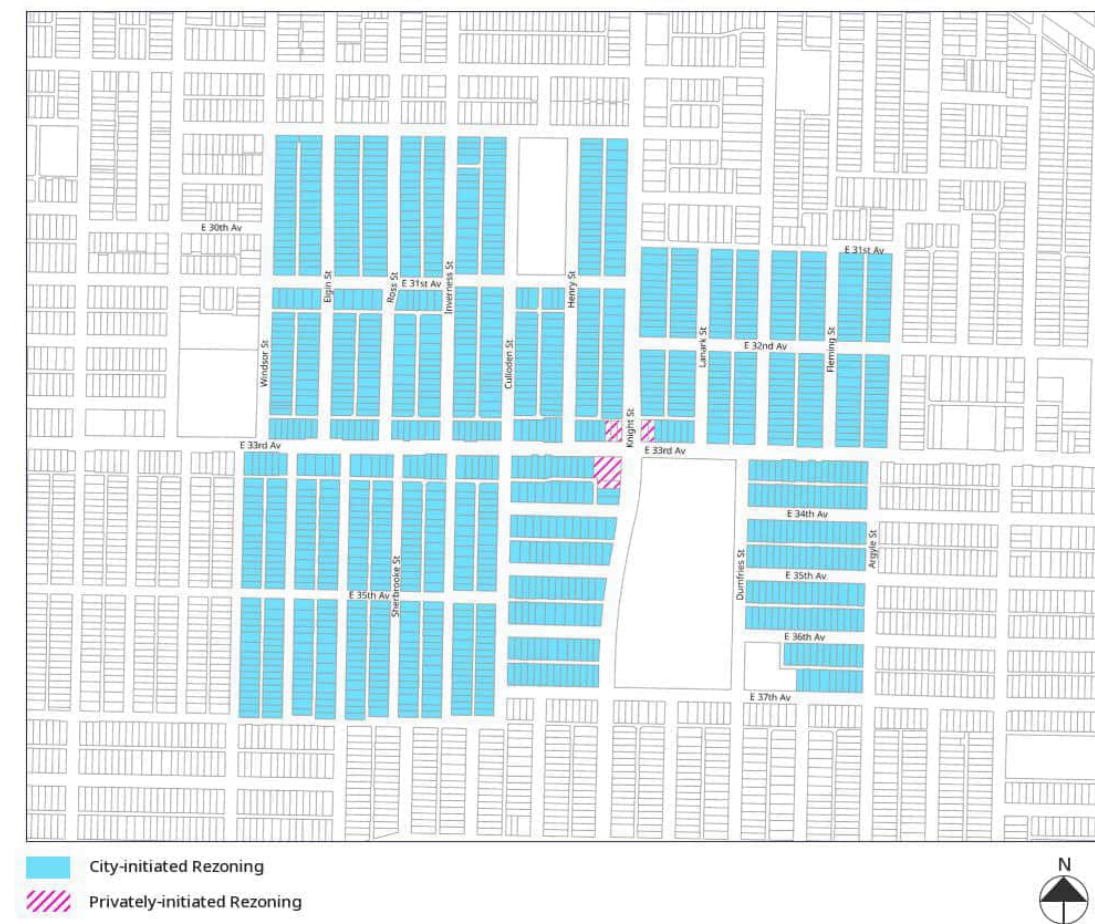 E 30th Av
E 31st Av
Elgin St
Ross St
E 31st Av
Inverness St
Henry St
Windsor St
Culloden St
Lanark St
E 32nd Av
Fleming St
Knight St
E 33rd Av
E 33rd Av
E 34th Av
Argyle St
Sherbrooke St
E 35th Av
Dumfries St
E 35th Av
E 36th Av
E 37th Av
City-initiated Rezoning
Privately-initiated Rezoning
N